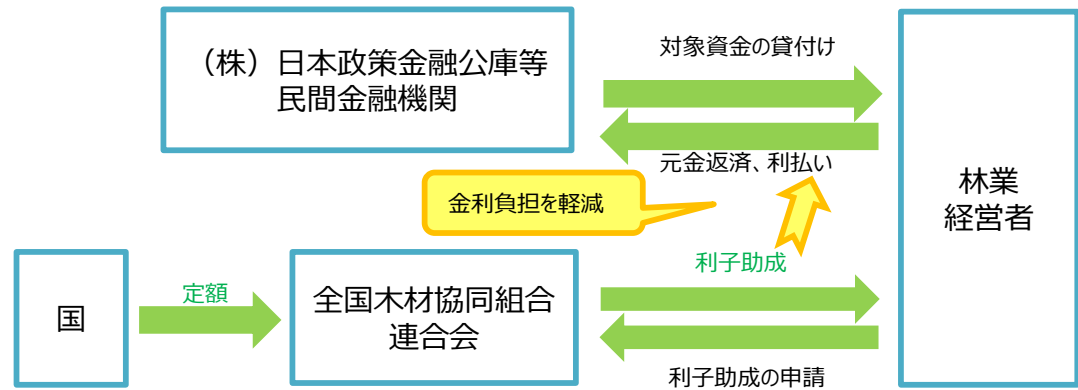 （株）日本政策金融公庫等
民間金融機関
対象資金の貸付け
元金返済、利払い
林業
経営者
金利負担を軽減
利子助成
国
定額
全国木材協同組合
連合会
利子助成の申請